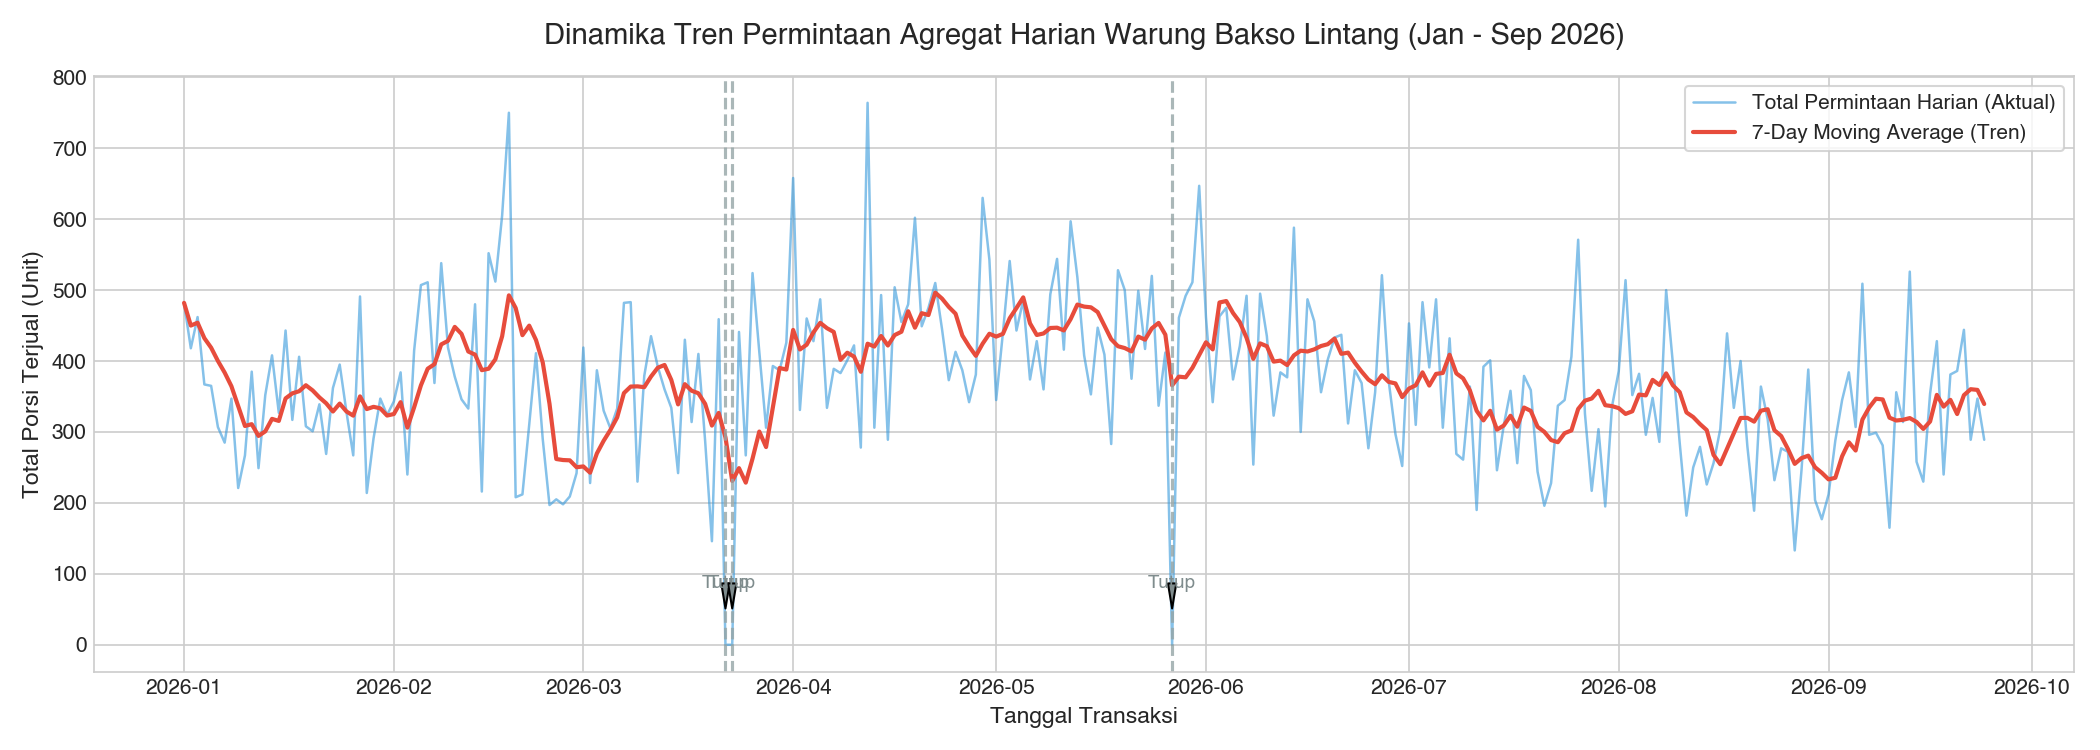 Dinamika Tren Permintaan Agregat Harian Warung Bakso Lintang (Jan - Sep 2026)
Total Permintaan Harian (Aktual)
7-Day Moving Average (Tren)
Total Porsi Terjual (Unit)
800
700
600
500
400
300
200
100
0
Tutup
Tutup
Tutup
2026-01
2026-02
2026-03
2026-04
2026-05
2026-06
2026-07
2026-08
2026-09
2026-10
Tanggal Transaksi